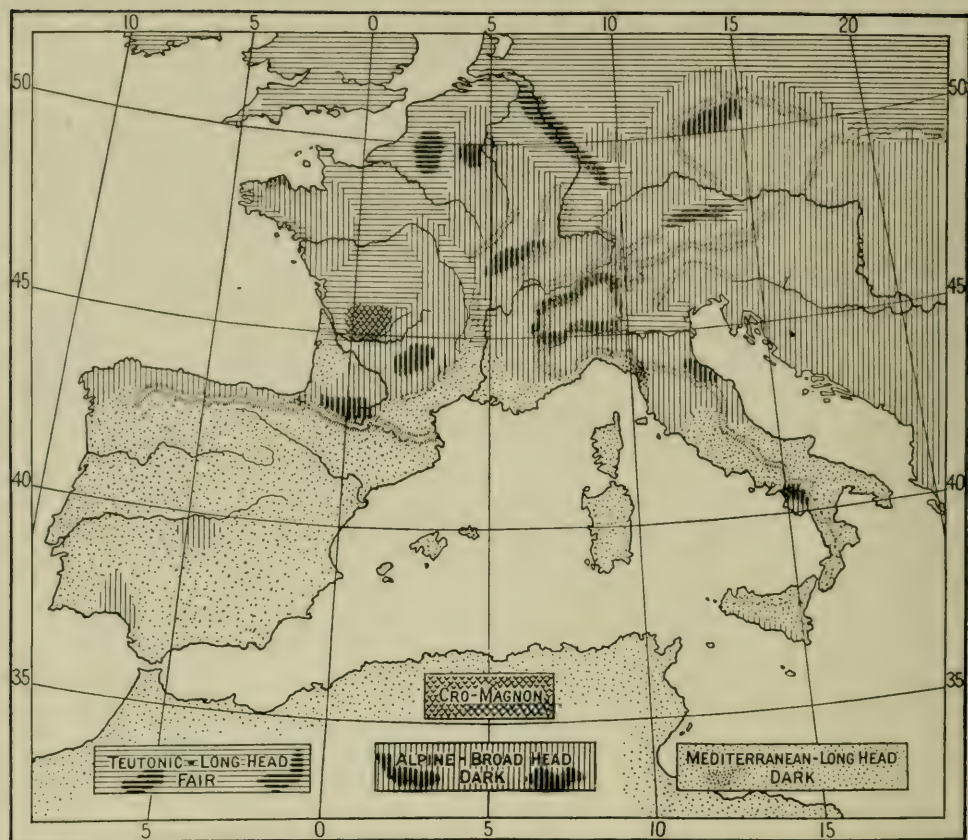 10 5 0 5 10 15 20
50 50
45 45
40 40
35 35
CRO-MAGNON
TEUTONIC=LONG-HEAD
FAIR
ALPINE-BROAD HEAD
DARK
MEDITERRANEAN-LONG HEAD
DARK
5 0 5 10 15